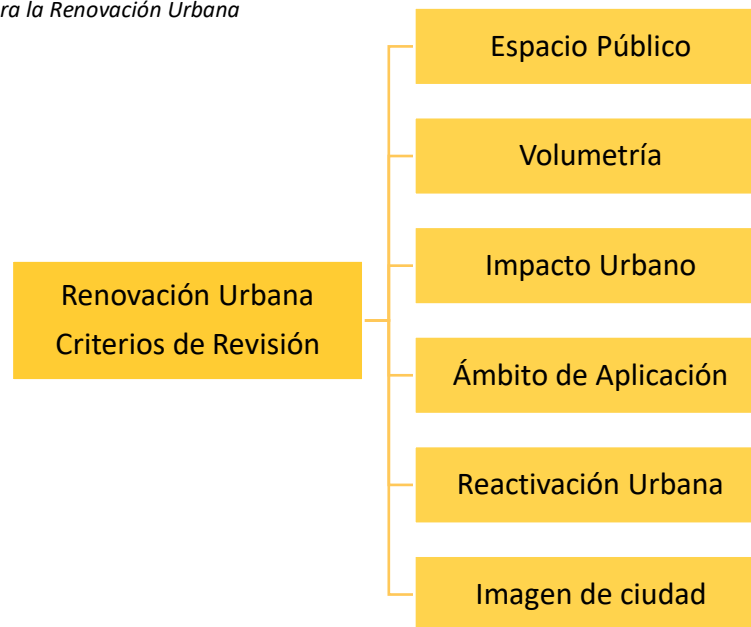 ra la Renovación Urbana
Espacio Público
Volumetría
Impacto Urbano
Renovación Urbana
Criterios de Revisión
Ámbito de Aplicación
Reactivación Urbana
Imagen de ciudad